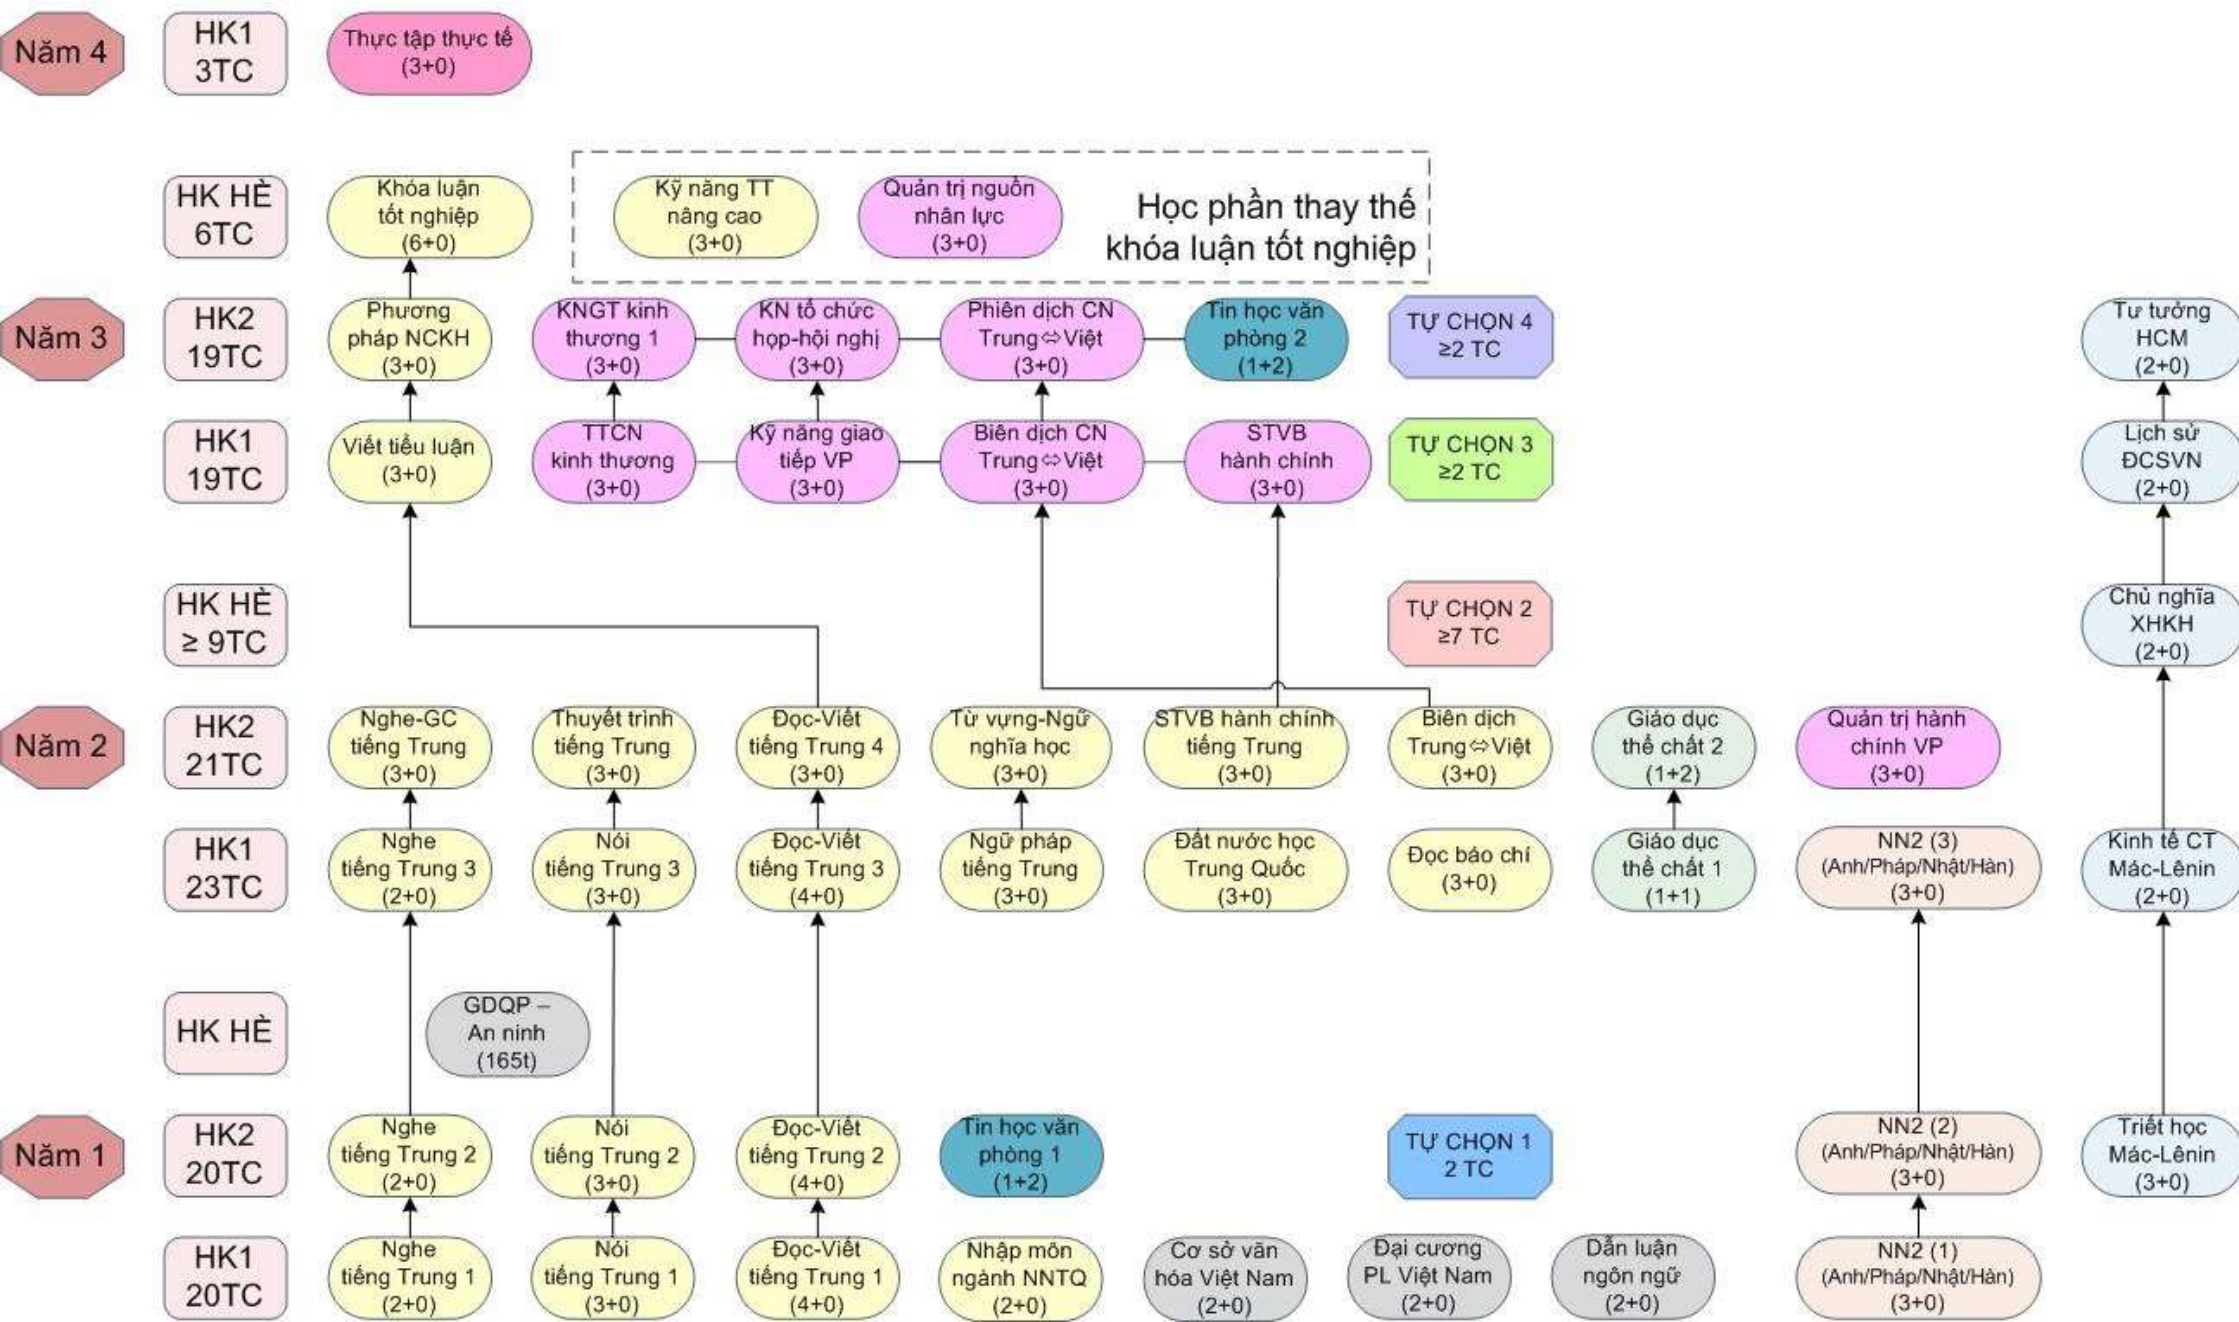 Năm 4
HK1
3TC
Thực tập thực tế
(3+0)
HK HÈ
6TC
Khóa luận
tốt nghiệp
(6+0)
Kỹ năng TT
nâng cao
(3+0)
Quản trị nguồn
nhân lực
(3+0)
Học phần thay thế
khóa luận tốt nghiệp
Năm 3
HK2
19TC
Phương
pháp NCKH
(3+0)
KNGT kinh
thương 1
(3+0)
KN tổ chức
họp-hội nghị
(3+0)
Phiên dịch CN
Trung⇔Việt
(3+0)
Tin học văn
phòng 2
(1+2)
TỰ CHỌN 4
≥2 TC
Tư tưởng
HCM
(2+0)
HK1
19TC
Viết tiểu luận
(3+0)
TTCN
kinh thương
(3+0)
Kỹ năng giao
tiếp VP
(3+0)
Biên dịch CN
Trung⇔Việt
(3+0)
STVB
hành chính
(3+0)
TỰ CHỌN 3
≥2 TC
Lịch sử
ĐCSVN
(2+0)
HK HÈ
≥ 9TC
TỰ CHỌN 2
≥7 TC
Chủ nghĩa
XHKH
(2+0)
Năm 2
HK2
21TC
Nghe-GC
tiếng Trung
(3+0)
Thuyết trình
tiếng Trung
(3+0)
Đọc-Viết
tiếng Trung 4
(3+0)
Từ vựng-Ngữ
nghĩa học
(3+0)
STVB hành chính
tiếng Trung
(3+0)
Biên dịch
Trung⇔Việt
(3+0)
Giáo dục
thể chất 2
(1+2)
Quản trị hành
chính VP
(3+0)
HK1
23TC
Nghe
tiếng Trung 3
(2+0)
Nói
tiếng Trung 3
(3+0)
Đọc-Viết
tiếng Trung 3
(4+0)
Ngữ pháp
tiếng Trung
(3+0)
Đất nước học
Trung Quốc
(3+0)
Đọc báo chí
(3+0)
Giáo dục
thể chất 1
(1+1)
NN2 (3)
(Anh/Pháp/Nhật/Hàn)
(3+0)
Kinh tế CT
Mác-Lênin
(2+0)
HK HÈ
GDQP –
An ninh
(165t)
Năm 1
HK2
20TC
Nghe
tiếng Trung 2
(2+0)
Nói
tiếng Trung 2
(3+0)
Đọc-Viết
tiếng Trung 2
(4+0)
Tin học văn
phòng 1
(1+2)
TỰ CHỌN 1
2 TC
NN2 (2)
(Anh/Pháp/Nhật/Hàn)
(3+0)
Triết học
Mác-Lênin
(3+0)
HK1
20TC
Nghe
tiếng Trung 1
(2+0)
Nói
tiếng Trung 1
(3+0)
Đọc-Viết
tiếng Trung 1
(4+0)
Nhập môn
ngành NNTQ
(2+0)
Cơ sở văn
hóa Việt Nam
(2+0)
Đại cương
PL Việt Nam
(2+0)
Dẫn luận
ngôn ngữ
(2+0)
NN2 (1)
(Anh/Pháp/Nhật/Hàn)
(3+0)